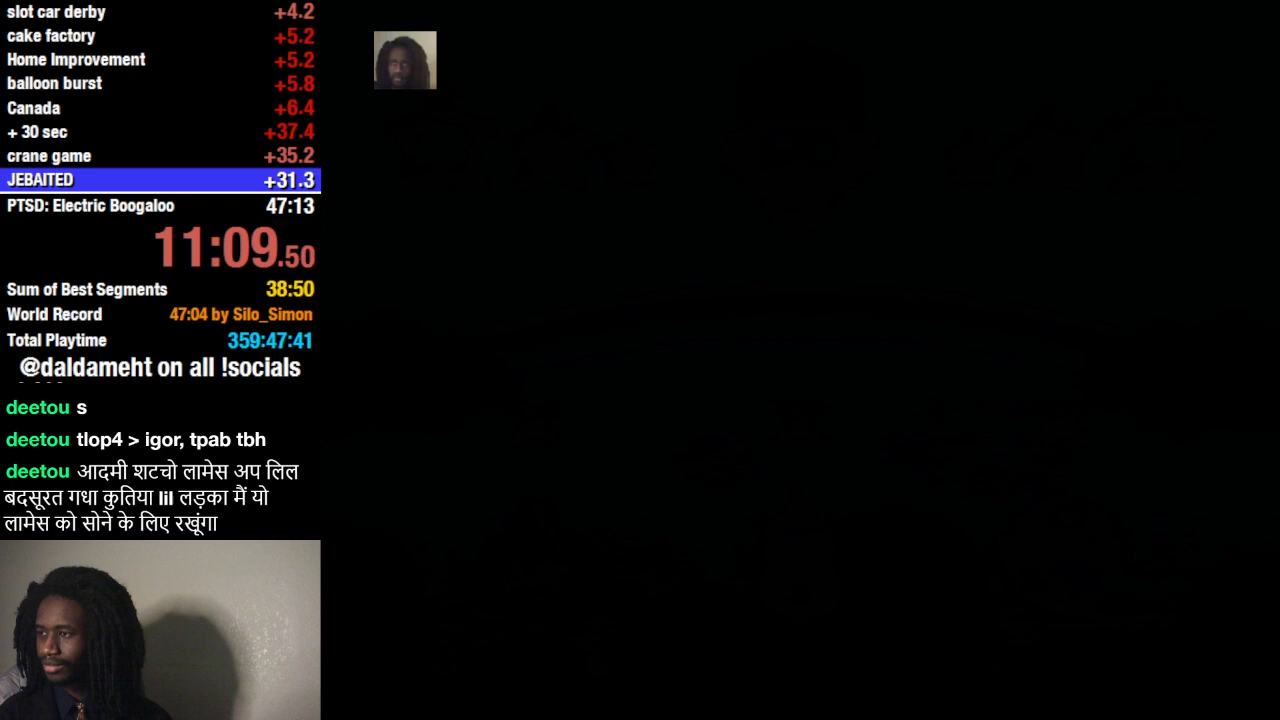 slot car derby +4.2
cake factory +5.2
Home Improvement +5.2
balloon burst +5.8
Canada +6.4
+ 30 sec +37.4
crane game +35.2
JEBAITED +31.3
PTSD: Electric Boogaloo 47:13
11:09.50
Sum of Best Segments 38:50
World Record 47:04 by Silo_Simon
Total Playtime 359:47:41
@daldameht on all !socials
deetou s
deetou tlop4 > igor, tpab tbh
deetou आदमी शटचो लामेस अप लिल
बदसूरत गधा कुतिया lil लड़का मैं यो
लामेस को सोने के लिए रखूंगा